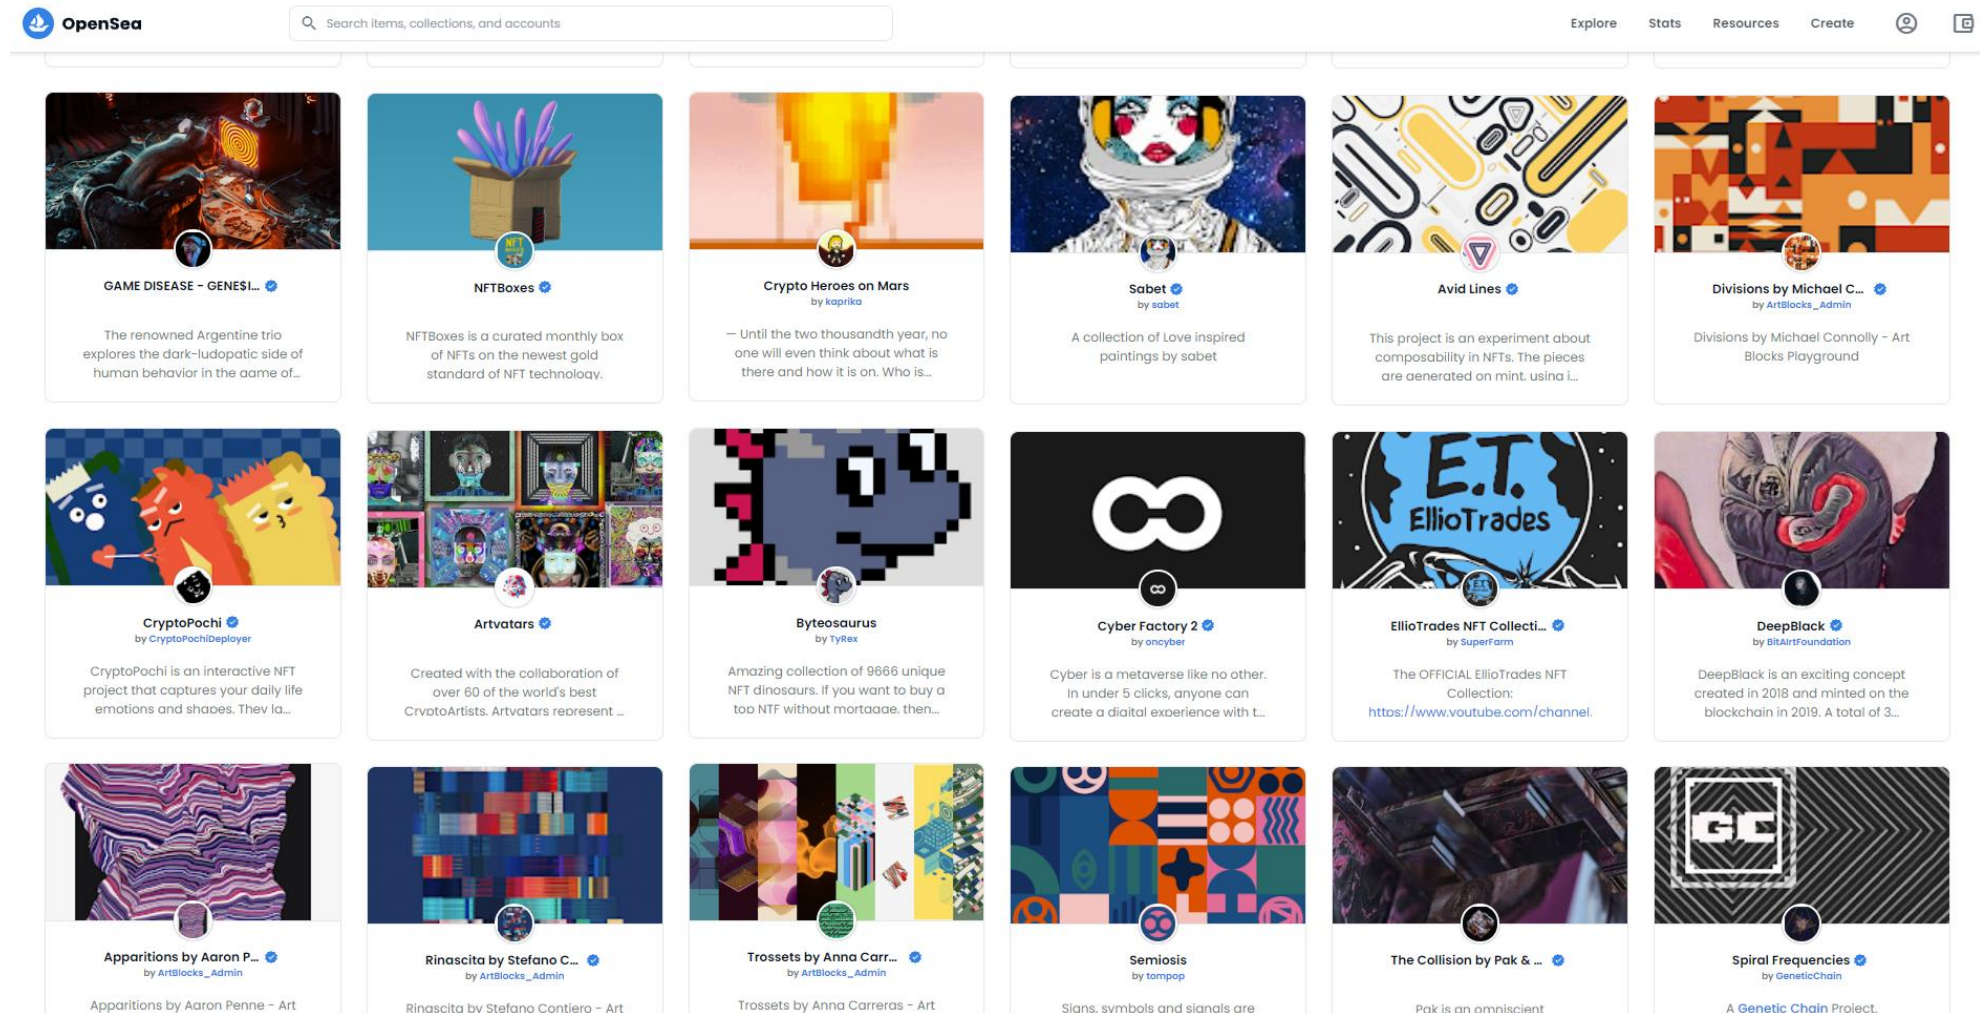 OpenSea
Search items, collections, and accounts
Explore
Stats
Resources
Create
GAME DISEASE - GENE$I...
The renowned Argentine trio
explores the dark-ludopatic side of
human behavior in the game of...
NFTBoxes
NFTBoxes is a curated monthly box
of NFTs on the newest gold
standard of NFT technology.
Crypto Heroes on Mars
by kaprika
— Until the two thousandth year, no
one will even think about what is
there and how it is on. Who is...
Sabet
by sabet
A collection of Love inspired
paintings by sabet
Avid Lines
This project is an experiment about
composability in NFTs. The pieces
are generated on mint. using i...
Divisions by Michael C...
by ArtBlocks_Admin
Divisions by Michael Connolly - Art
Blocks Playground
CryptoPochi
by CryptoPochiDeployer
CryptoPochi is an interactive NFT
project that captures your daily life
emotions and shapes. They la...
Artvatars
Created with the collaboration of
over 60 of the world's best
CryptoArtists. Artvatars represent ...
Byteosaurus
by TyRex
Amazing collection of 9666 unique
NFT dinosaurs. If you want to buy a
top NTF without mortgage, then...
Cyber Factory 2
by oncyber
Cyber is a metaverse like no other.
In under 5 clicks, anyone can
create a digital experience with t...
E.T.
EllioTrades
EllioTrades NFT Collecti...
by SuperFarm
The OFFICIAL EllioTrades NFT
Collection:
https://www.youtube.com/channel.
DeepBlack
by BitAIrtFoundation
DeepBlack is an exciting concept
created in 2018 and minted on the
blockchain in 2019. A total of 3...
Apparitions by Aaron P...
by ArtBlocks_Admin
Apparitions by Aaron Penne - Art
Rinascita by Stefano C...
by ArtBlocks_Admin
Rinascita by Stefano Contiero - Art
Trossets by Anna Carr...
by ArtBlocks_Admin
Trossets by Anna Carreras - Art
Semiosis
by tompop
Signs, symbols and signals are
The Collision by Pak & ...
Pak is an omniscient
GC
Spiral Frequencies
by GeneticChain
A Genetic Chain Project.